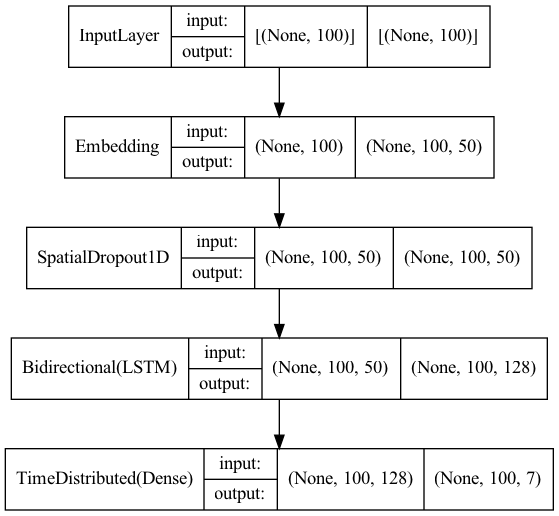 InputLayer
input:
output:
[(None, 100)]
[(None, 100)]
Embedding
input:
output:
(None, 100)
(None, 100, 50)
SpatialDropout1D
input:
output:
(None, 100, 50)
(None, 100, 50)
Bidirectional(LSTM)
input:
output:
(None, 100, 50)
(None, 100, 128)
TimeDistributed(Dense)
input:
output:
(None, 100, 128)
(None, 100, 7)